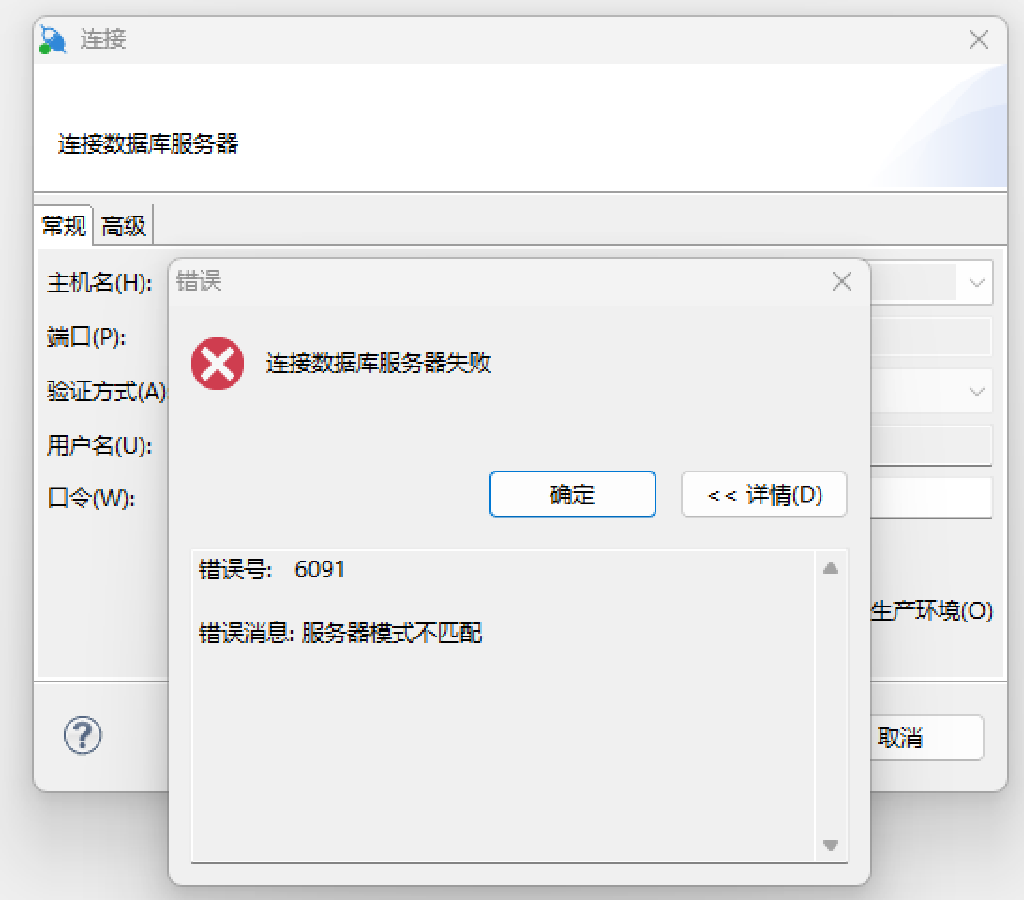 连接
连接数据库服务器
常规 高级
主机名(H):
端口(P):
验证方式(A):
用户名(U):
口令(W):
错误
连接数据库服务器失败
确定
<< 详情(D)
错误号: 6091
错误消息: 服务器模式不匹配
生产环境(O)
取消